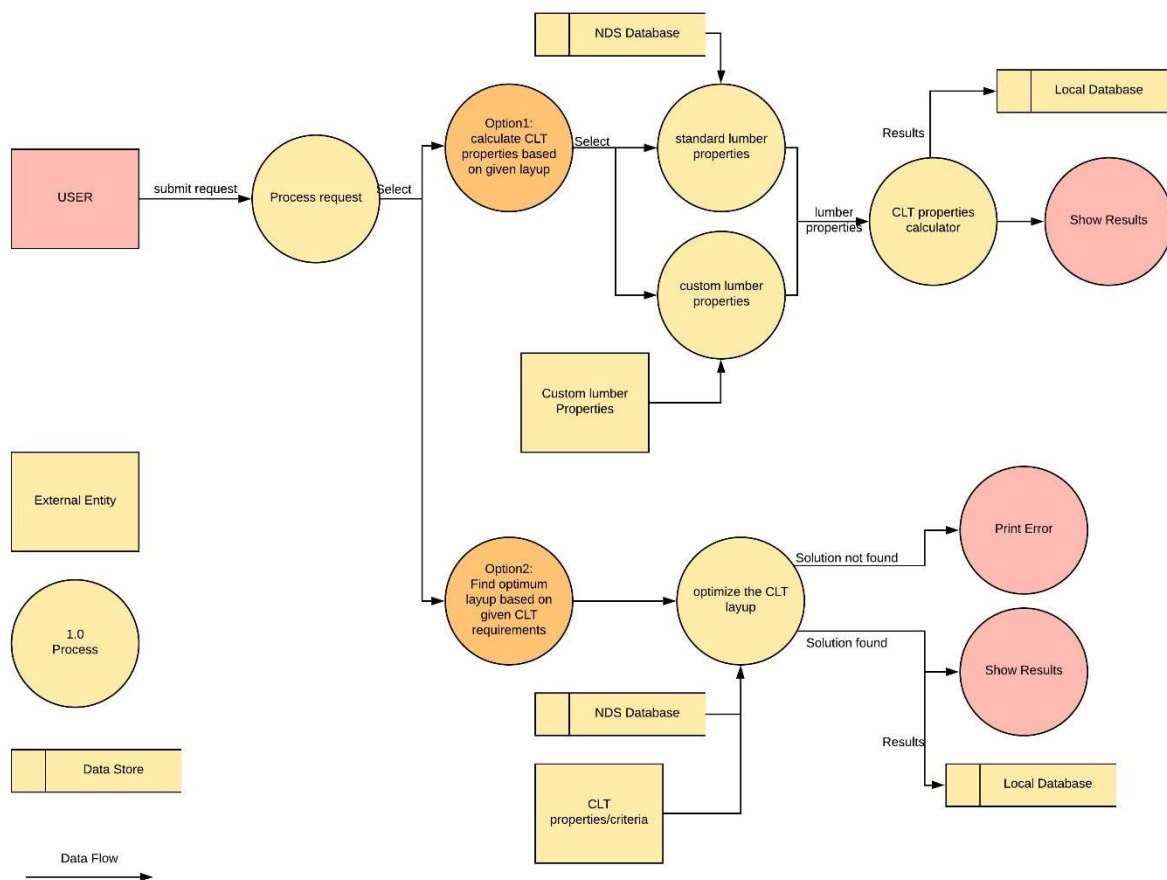 NDS Database
Local Database
Option1:
calculate CLT
properties based
on given layup
Select
standard lumber
properties
Results
USER
submit request
Process request
Select
lumber
properties
CLT properties
calculator
Show Results
custom lumber
properties
Custom lumber
Properties
External Entity
Print Error
Solution not found
Option2:
Find optimum
layup based on
given CLT
requirements
optimize the CLT
layup
Solution found
1.0
Process
Show Results
NDS Database
Results
Data Store
Local Database
CLT
properties/criteria
Data Flow